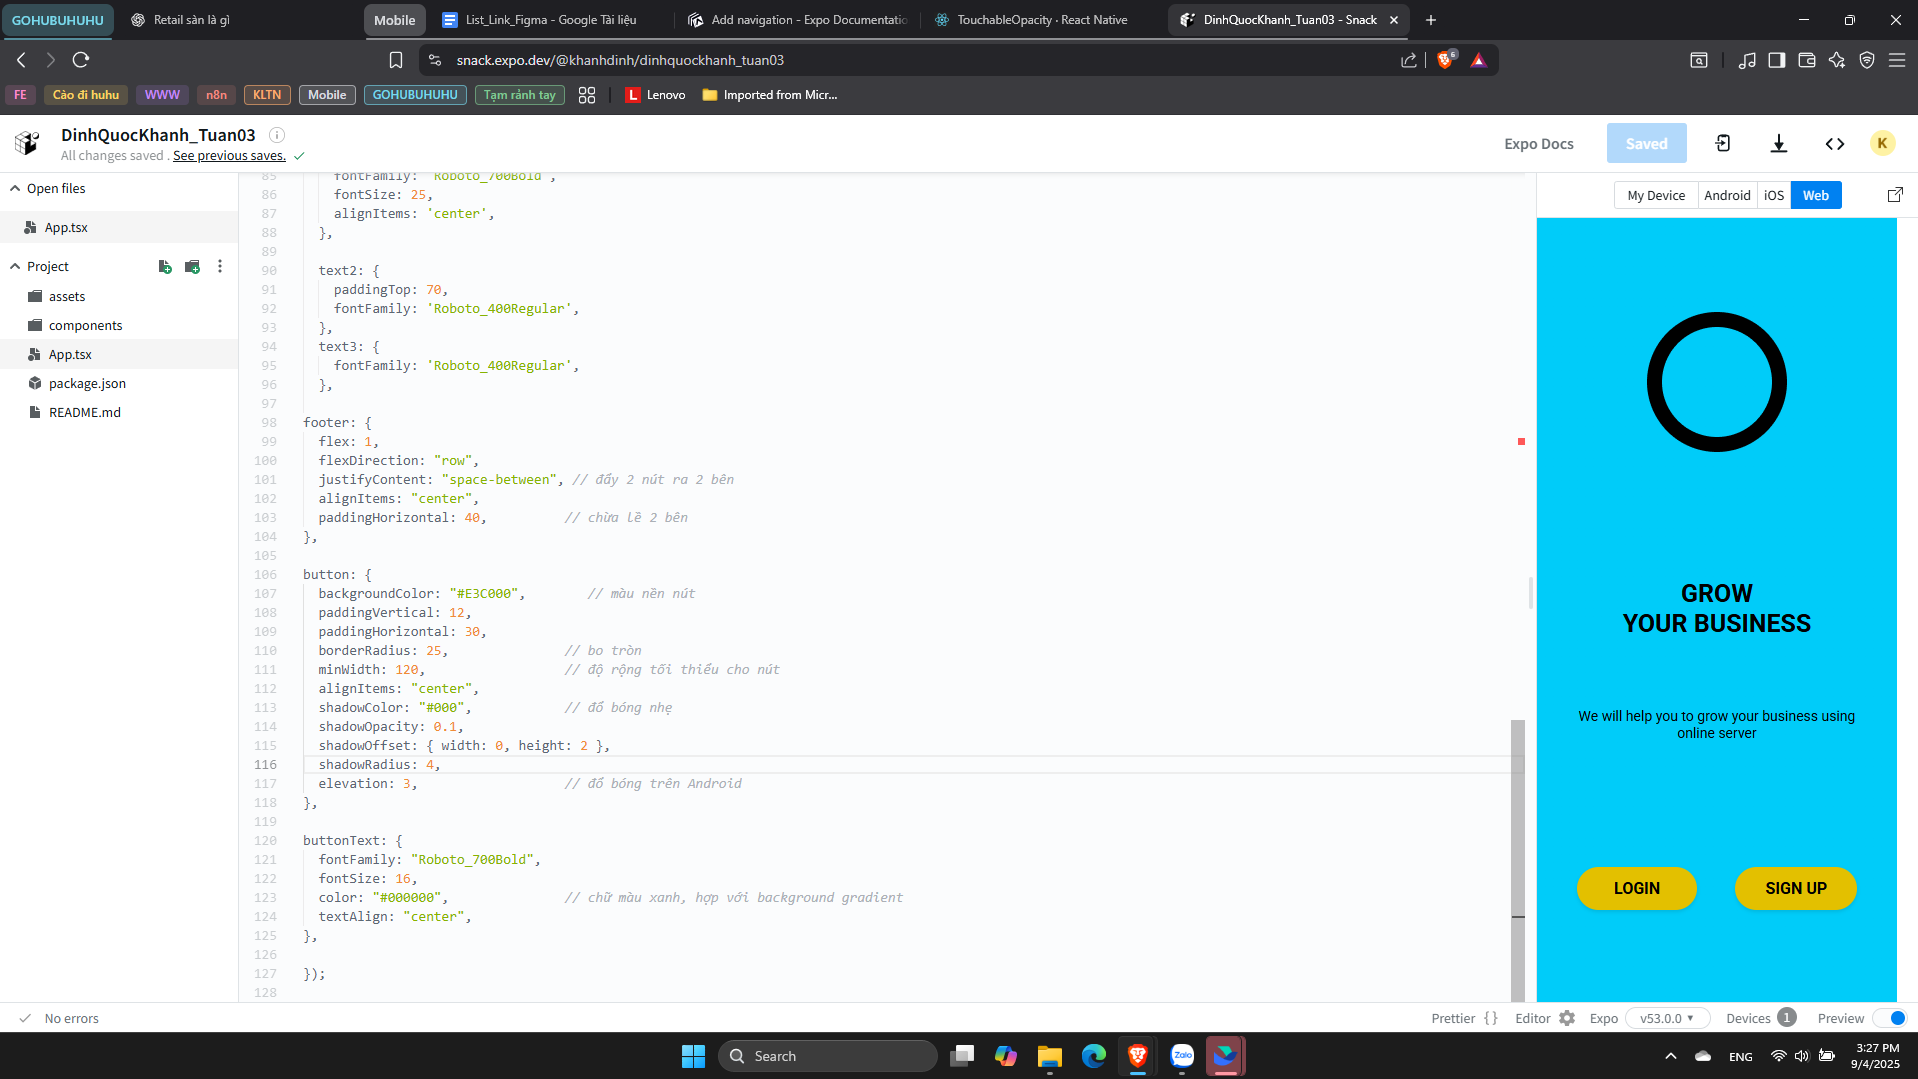 GOHUBUHUHU
Retail sàn là gì
Mobile
List_Link_Figma - Google Tài liệu
Add navigation - Expo Documentatio
TouchableOpacity · React Native
DinhQuocKhanh_Tuan03 - Snack
snack.expo.dev/@khanhdinh/dinhquockhanh_tuan03
6
FE
Cào đi huhu
WWW
n8n
KLTN
Mobile
GOHUBUHUHU
Tạm rảnh tay
L
Lenovo
Imported from Micr...
DinhQuocKhanh_Tuan03
All changes saved . See previous saves.
Expo Docs
Saved
K
Open files
App.tsx
Project
assets
components
App.tsx
package.json
README.md
85 fontFamily: 'Roboto_700Bold',
86 fontSize: 25,
87 alignItems: 'center',
88 },
89
90 text2: {
91 paddingTop: 70,
92 fontFamily: 'Roboto_400Regular',
93 },
94 text3: {
95 fontFamily: 'Roboto_400Regular',
96 },
97
98 footer: {
99 flex: 1,
100 flexDirection: "row",
101 justifyContent: "space-between", // đẩy 2 nút ra 2 bên
102 alignItems: "center",
103 paddingHorizontal: 40, // chừa lề 2 bên
104 },
105
106 button: {
107 backgroundColor: "#E3C000", // màu nền nút
108 paddingVertical: 12,
109 paddingHorizontal: 30,
110 borderRadius: 25, // bo tròn
111 minWidth: 120, // độ rộng tối thiểu cho nút
112 alignItems: "center",
113 shadowColor: "#000", // đổ bóng nhẹ
114 shadowOpacity: 0.1,
115 shadowOffset: { width: 0, height: 2 },
116 shadowRadius: 4,
117 elevation: 3, // đổ bóng trên Android
118 },
119
120 buttonText: {
121 fontFamily: "Roboto_700Bold",
122 fontSize: 16,
123 color: "#000000", // chữ màu xanh, hợp với background gradient
124 textAlign: "center",
125 },
126
127 });
128
My Device
Android
iOS
Web
GROW
YOUR BUSINESS
We will help you to grow your business using
online server
LOGIN
SIGN UP
No errors
Prettier { }
Editor
Expo
v53.0.0
Devices 1
Preview
Search
Zalo
ENG
3:27 PM
9/4/2025